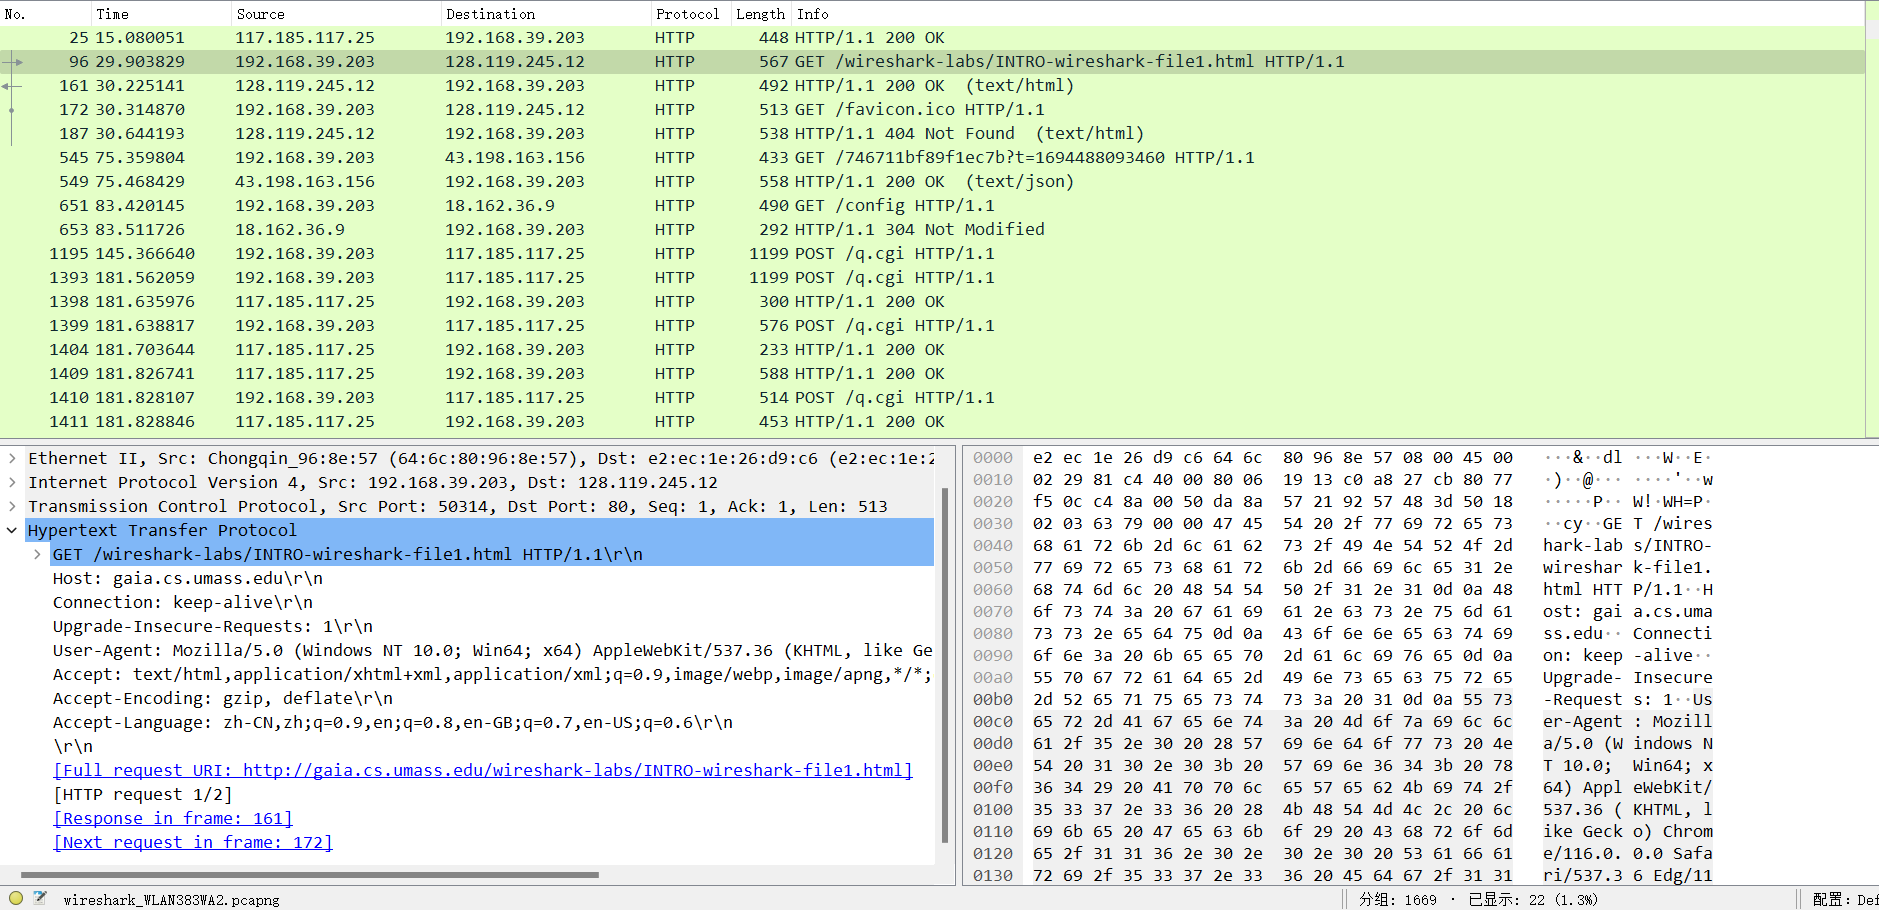 No. Time Source Destination Protocol Length Info
25 15.080051 117.185.117.25 192.168.39.203 HTTP 448 HTTP/1.1 200 OK
96 29.903829 192.168.39.203 128.119.245.12 HTTP 567 GET /wireshark-labs/INTRO-wireshark-file1.html HTTP/1.1
161 30.225141 128.119.245.12 192.168.39.203 HTTP 492 HTTP/1.1 200 OK  (text/html)
172 30.314870 192.168.39.203 128.119.245.12 HTTP 513 GET /favicon.ico HTTP/1.1
187 30.644193 128.119.245.12 192.168.39.203 HTTP 538 HTTP/1.1 404 Not Found  (text/html)
545 75.359804 192.168.39.203 43.198.163.156 HTTP 433 GET /746711bf89f1ec7b?t=1694488093460 HTTP/1.1
549 75.468429 43.198.163.156 192.168.39.203 HTTP 558 HTTP/1.1 200 OK  (text/json)
651 83.420145 192.168.39.203 18.162.36.9 HTTP 490 GET /config HTTP/1.1
653 83.511726 18.162.36.9 192.168.39.203 HTTP 292 HTTP/1.1 304 Not Modified
1195 145.366640 192.168.39.203 117.185.117.25 HTTP 1199 POST /q.cgi HTTP/1.1
1393 181.562059 192.168.39.203 117.185.117.25 HTTP 1199 POST /q.cgi HTTP/1.1
1398 181.635976 117.185.117.25 192.168.39.203 HTTP 300 HTTP/1.1 200 OK
1399 181.638817 192.168.39.203 117.185.117.25 HTTP 576 POST /q.cgi HTTP/1.1
1404 181.703644 117.185.117.25 192.168.39.203 HTTP 233 HTTP/1.1 200 OK
1409 181.826741 117.185.117.25 192.168.39.203 HTTP 588 HTTP/1.1 200 OK
1410 181.828107 192.168.39.203 117.185.117.25 HTTP 514 POST /q.cgi HTTP/1.1
1411 181.828846 117.185.117.25 192.168.39.203 HTTP 453 HTTP/1.1 200 OK
Ethernet II, Src: Chongqin_96:8e:57 (64:6c:80:96:8e:57), Dst: e2:ec:1e:26:d9:c6 (e2:ec:1e:2
Internet Protocol Version 4, Src: 192.168.39.203, Dst: 128.119.245.12
Transmission Control Protocol, Src Port: 50314, Dst Port: 80, Seq: 1, Ack: 1, Len: 513
Hypertext Transfer Protocol
GET /wireshark-labs/INTRO-wireshark-file1.html HTTP/1.1\r\n
Host: gaia.cs.umass.edu\r\n
Connection: keep-alive\r\n
Upgrade-Insecure-Requests: 1\r\n
User-Agent: Mozilla/5.0 (Windows NT 10.0; Win64; x64) AppleWebKit/537.36 (KHTML, like Ge
Accept: text/html,application/xhtml+xml,application/xml;q=0.9,image/webp,image/apng,*/*;
Accept-Encoding: gzip, deflate\r\n
Accept-Language: zh-CN,zh;q=0.9,en;q=0.8,en-GB;q=0.7,en-US;q=0.6\r\n
\r\n
[Full request URI: http://gaia.cs.umass.edu/wireshark-labs/INTRO-wireshark-file1.html]
[HTTP request 1/2]
[Response in frame: 161]
[Next request in frame: 172]
0000 e2 ec 1e 26 d9 c6 64 6c 80 96 8e 57 08 00 45 00 ···&··dl ···W··E·
0010 02 29 81 c4 40 00 80 06 19 13 c0 a8 27 cb 80 77 ·)··@··· ····'··w
0020 f5 0c c4 8a 00 50 da 8a 57 21 92 57 48 3d 50 18 ·····P·· W!·WH=P·
0030 02 03 63 79 00 00 47 45 54 20 2f 77 69 72 65 73 ··cy··GE T /wires
0040 68 61 72 6b 2d 6c 61 62 73 2f 49 4e 54 52 4f 2d hark-lab s/INTRO-
0050 77 69 72 65 73 68 61 72 6b 2d 66 69 6c 65 31 2e wireshar k-file1.
0060 68 74 6d 6c 20 48 54 54 50 2f 31 2e 31 0d 0a 48 html HTT P/1.1··H
0070 6f 73 74 3a 20 67 61 69 61 2e 63 73 2e 75 6d 61 ost: gai a.cs.uma
0080 73 73 2e 65 64 75 0d 0a 43 6f 6e 6e 65 63 74 69 ss.edu·· Connecti
0090 6f 6e 3a 20 6b 65 65 70 2d 61 6c 69 76 65 0d 0a on: keep -alive··
00a0 55 70 67 72 61 64 65 2d 49 6e 73 65 63 75 72 65 Upgrade- Insecure
00b0 2d 52 65 71 75 65 73 74 73 3a 20 31 0d 0a 55 73 -Request s: 1··Us
00c0 65 72 2d 41 67 65 6e 74 3a 20 4d 6f 7a 69 6c 6c er-Agent : Mozill
00d0 61 2f 35 2e 30 20 28 57 69 6e 64 6f 77 73 20 4e a/5.0 (W indows N
00e0 54 20 31 30 2e 30 3b 20 57 69 6e 36 34 3b 20 78 T 10.0;  Win64; x
00f0 36 34 29 20 41 70 70 6c 65 57 65 62 4b 69 74 2f 64) Appl eWebKit/
0100 35 33 37 2e 33 36 20 28 4b 48 54 4d 4c 2c 20 6c 537.36 ( KHTML, l
0110 69 6b 65 20 47 65 63 6b 6f 29 20 43 68 72 6f 6d ike Geck o) Chrom
0120 65 2f 31 31 36 2e 30 2e 30 2e 30 20 53 61 66 61 e/116.0. 0.0 Safa
0130 72 69 2f 35 33 37 2e 33 36 20 45 64 67 2f 31 31 ri/537.3 6 Edg/11
wireshark_WLAN383WA2.pcapng 分组: 1669 · 已显示: 22 (1.3%) 配置: Def